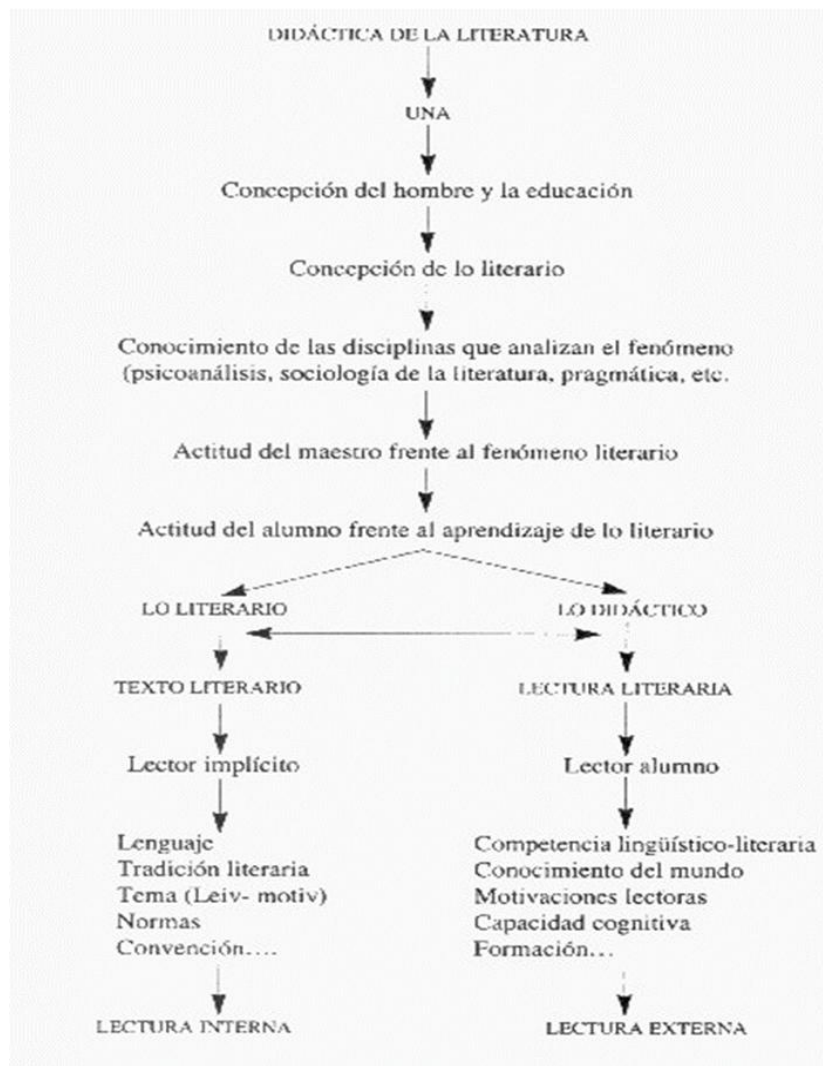 DIDÁCTICA DE LA LITERATURA
UNA
Concepción del hombre y la educación
Concepción de lo literario
Conocimiento de las disciplinas que analizan el fenómeno
(psicoanálisis, sociología de la literatura, pragmática, etc.
Actitud del maestro frente al fenómeno literario
Actitud del alumno frente al aprendizaje de lo literario
LO LITERARIO
LO DIDÁCTICO
TEXTO LITERARIO
LECTURA LITERARIA
Lector implícito
Lector alumno
Lenguaje
Tradición literaria
Tema (Leiv- motiv)
Normas
Convención....
Competencia lingüístico-literaria
Conocimiento del mundo
Motivaciones lectoras
Capacidad cognitiva
Formación...
LECTURA INTERNA
LECTURA EXTERNA